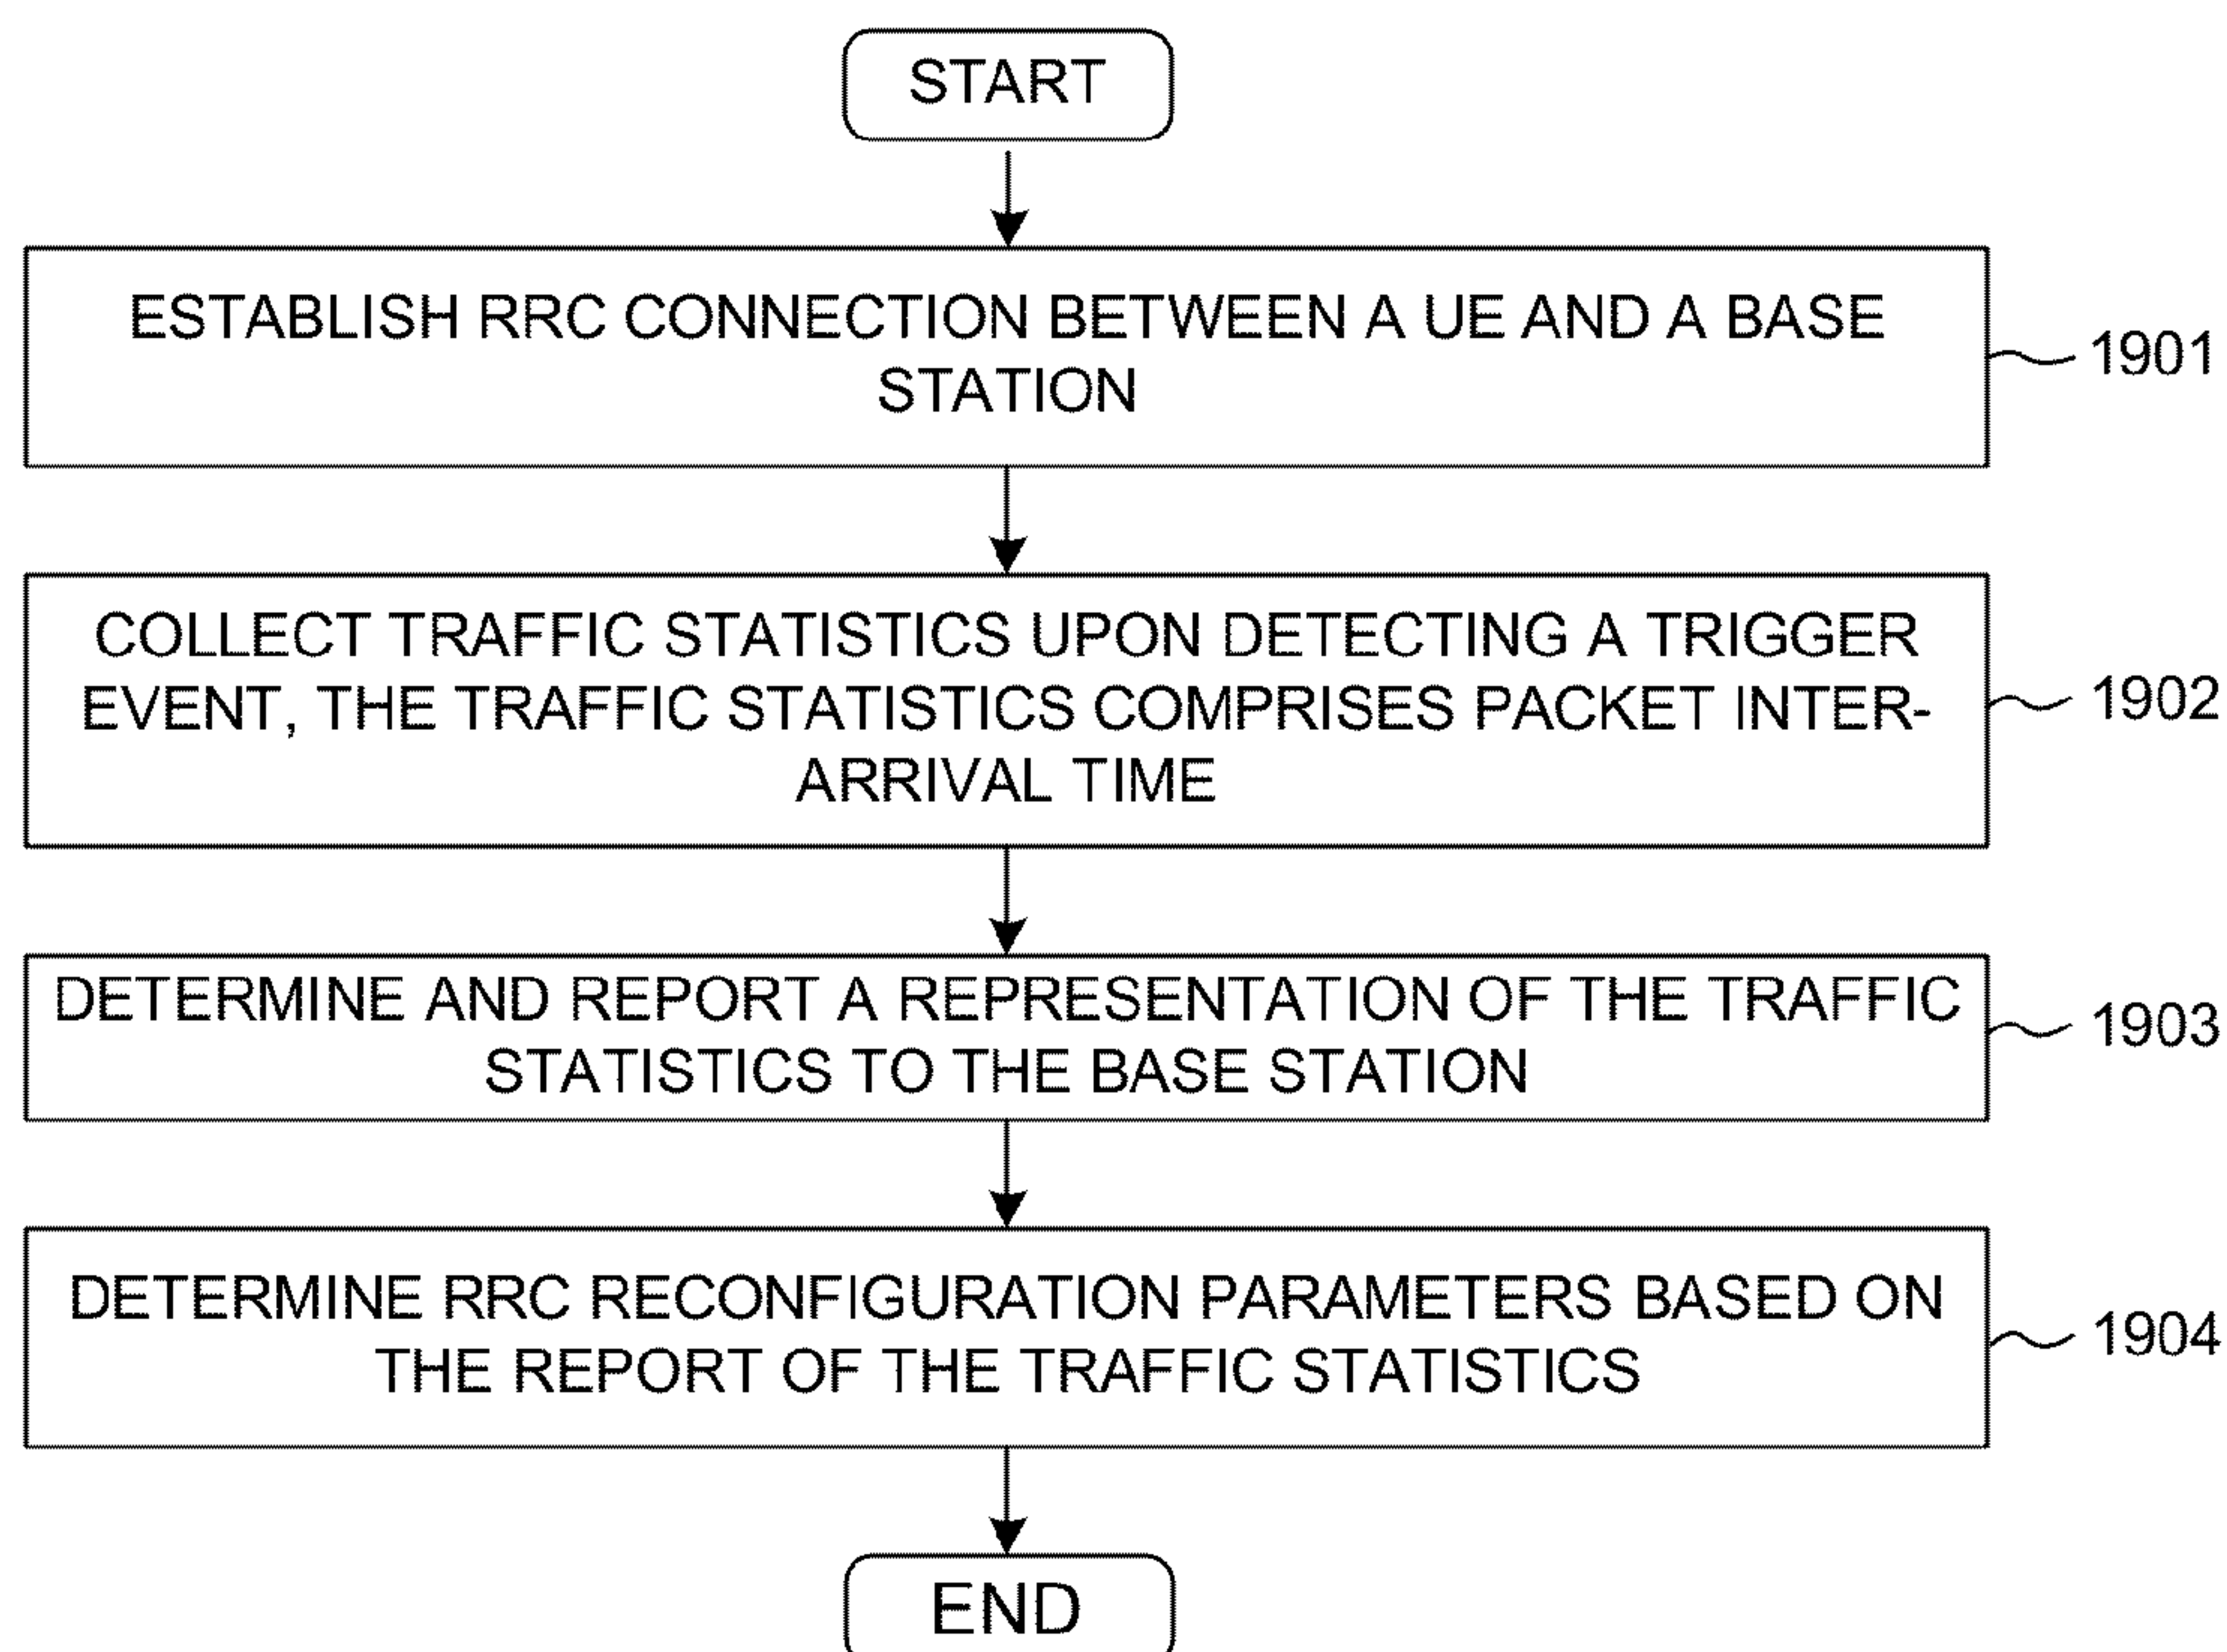 START
ESTABLISH RRC CONNECTION BETWEEN A UE AND A BASE
STATION
1901
COLLECT TRAFFIC STATISTICS UPON DETECTING A TRIGGER
EVENT, THE TRAFFIC STATISTICS COMPRISES PACKET INTER-
ARRIVAL TIME
1902
DETERMINE AND REPORT A REPRESENTATION OF THE TRAFFIC
STATISTICS TO THE BASE STATION
1903
DETERMINE RRC RECONFIGURATION PARAMETERS BASED ON
THE REPORT OF THE TRAFFIC STATISTICS
1904
END